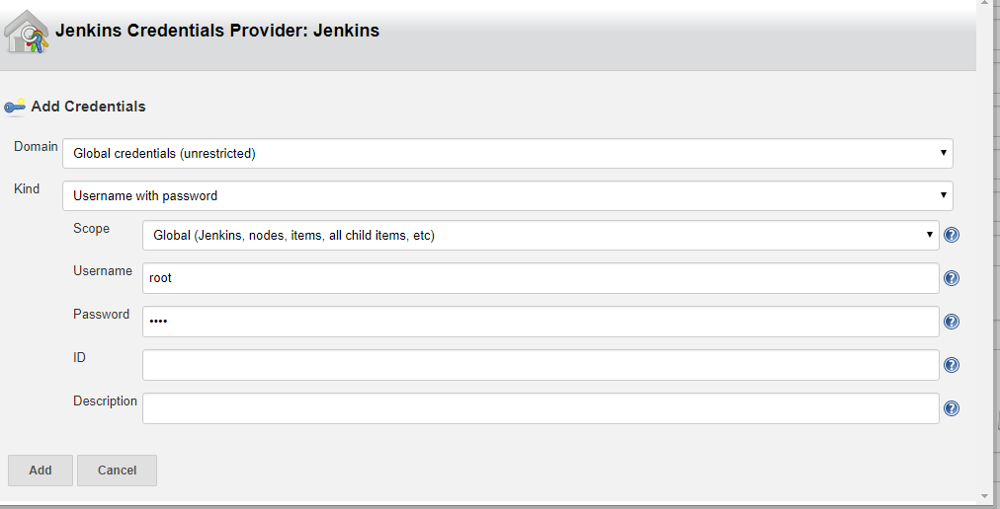 Jenkins Credentials Provider: Jenkins
Add Credentials
Domain Global credentials (unrestricted)
Kind Username with password
Scope Global (Jenkins, nodes, items, all child items, etc)
Username root
Password ••••
ID
Description
Add Cancel